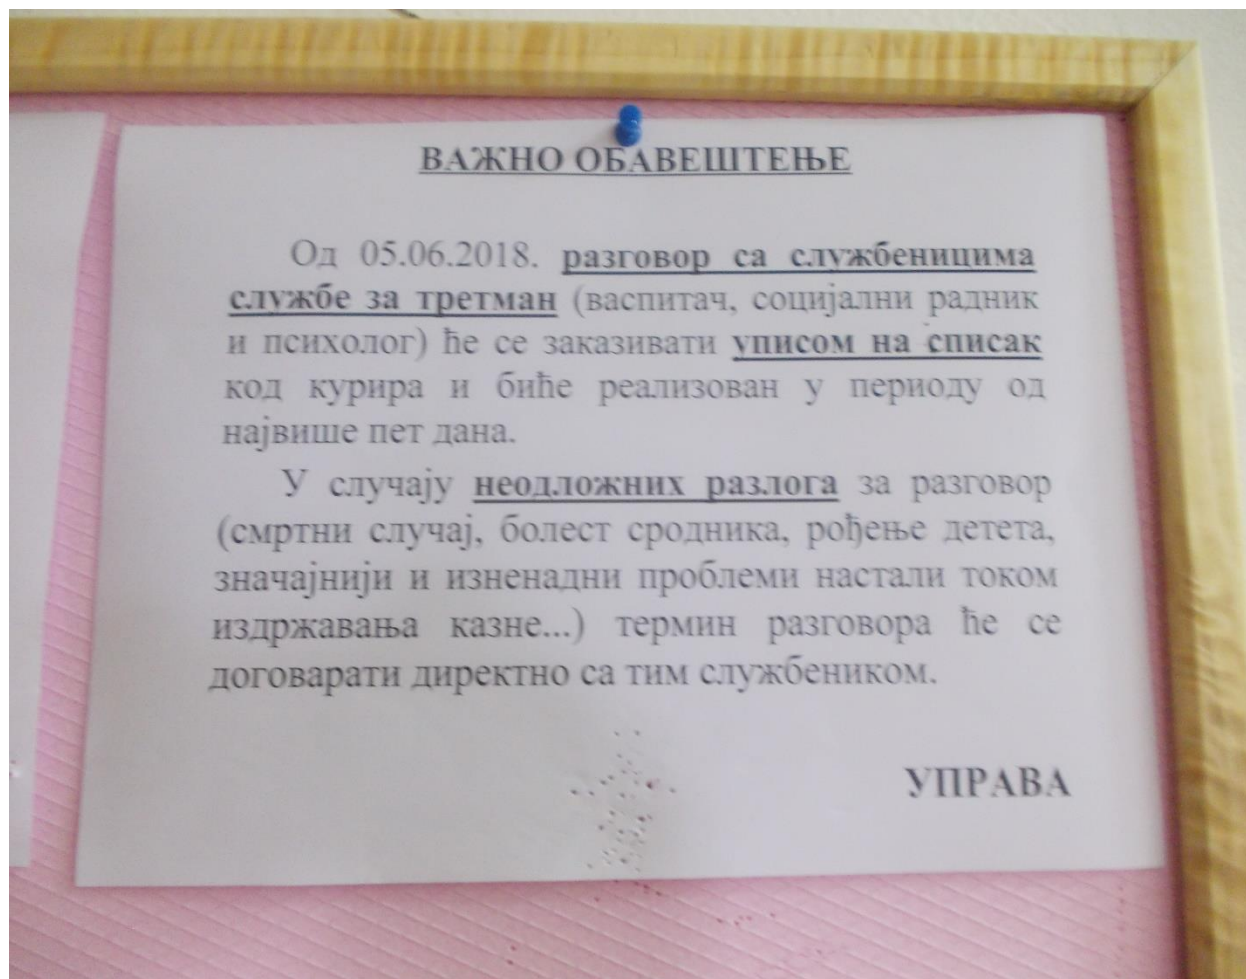 ВАЖНО ОБАВЕШТЕЊЕ
Од 05.06.2018. разговор са службеницима
службе за третман (васпитач, социјални радник
и психолог) ће се заказивати уписом на списак
код курира и биће реализован у периоду од
највише пет дана.
У случају неодложних разлога за разговор
(смртни случај, болест сродника, рођење детета,
значајнији и изненадни проблеми настали током
издржавања казне...) термин разговора ће се
договарати директно са тим службеником.
УПРАВА